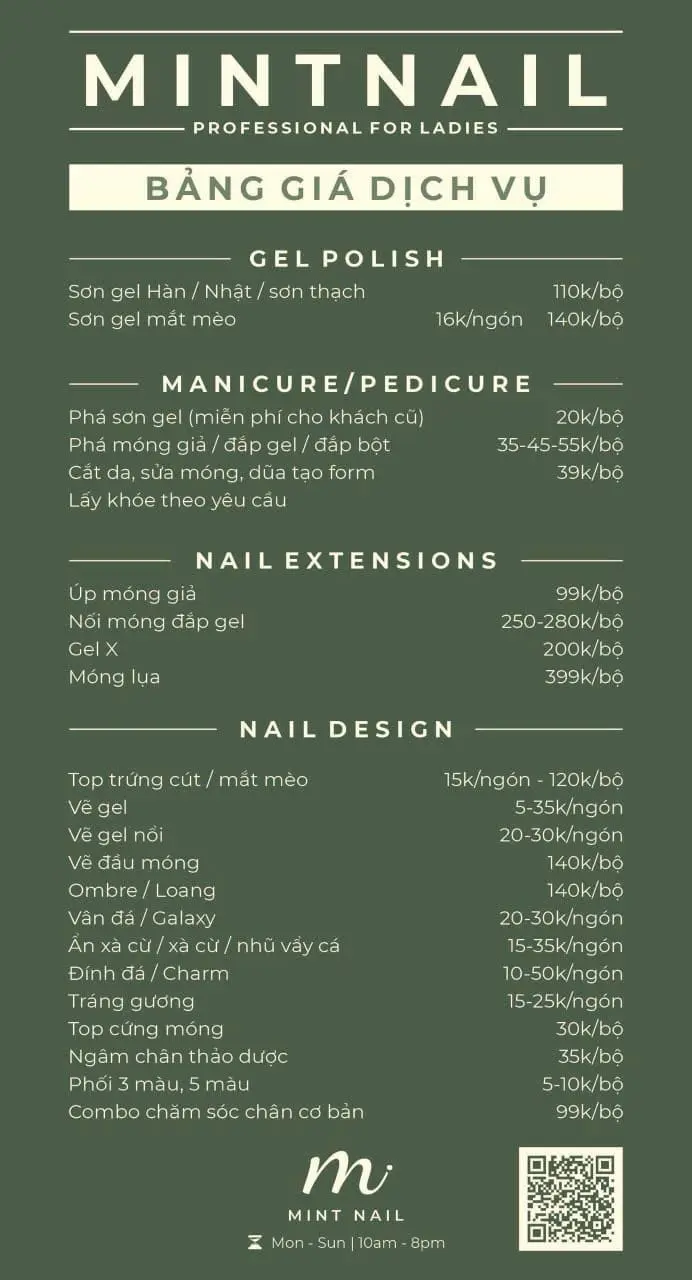 MINTNAIL
PROFESSIONAL FOR LADIES
BẢNG GIÁ DỊCH VỤ
GEL POLISH
Sơn gel Hàn / Nhật / sơn thạch 110k/bộ
Sơn gel mắt mèo 16k/ngón 140k/bộ
MANICURE/PEDICURE
Phá sơn gel (miễn phí cho khách cũ) 20k/bộ
Phá móng giả / đắp gel / đắp bột 35-45-55k/bộ
Cắt da, sửa móng, dũa tạo form 39k/bộ
Lấy khóe theo yêu cầu
NAIL EXTENSIONS
Úp móng giả 99k/bộ
Nối móng đắp gel 250-280k/bộ
Gel X 200k/bộ
Móng lụa 399k/bộ
NAIL DESIGN
Top trứng cút / mắt mèo 15k/ngón - 120k/bộ
Vẽ gel 5-35k/ngón
Vẽ gel nổi 20-30k/ngón
Vẽ đầu móng 140k/bộ
Ombre / Loang 140k/bộ
Vân đá / Galaxy 20-30k/ngón
Ẩn xà cừ / xà cừ / nhũ vẩy cá 15-35k/ngón
Đính đá / Charm 10-50k/ngón
Tráng gương 15-25k/ngón
Top cứng móng 30k/bộ
Ngâm chân thảo dược 35k/bộ
Phối 3 màu, 5 màu 5-10k/bộ
Combo chăm sóc chân cơ bản 99k/bộ
m
MINT NAIL
Mon - Sun | 10am - 8pm